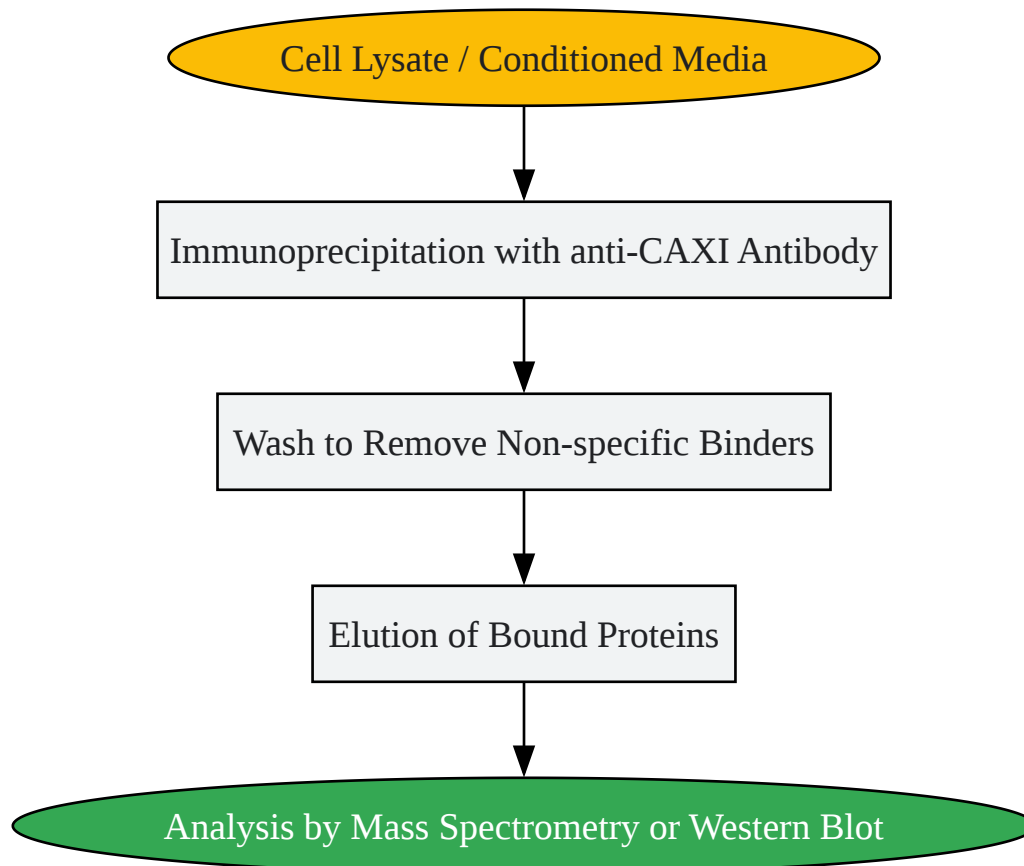 Cell Lysate / Conditioned Media
Immunoprecipitation with anti-CAXI Antibody
Wash to Remove Non-specific Binders
Elution of Bound Proteins
Analysis by Mass Spectrometry or Western Blot